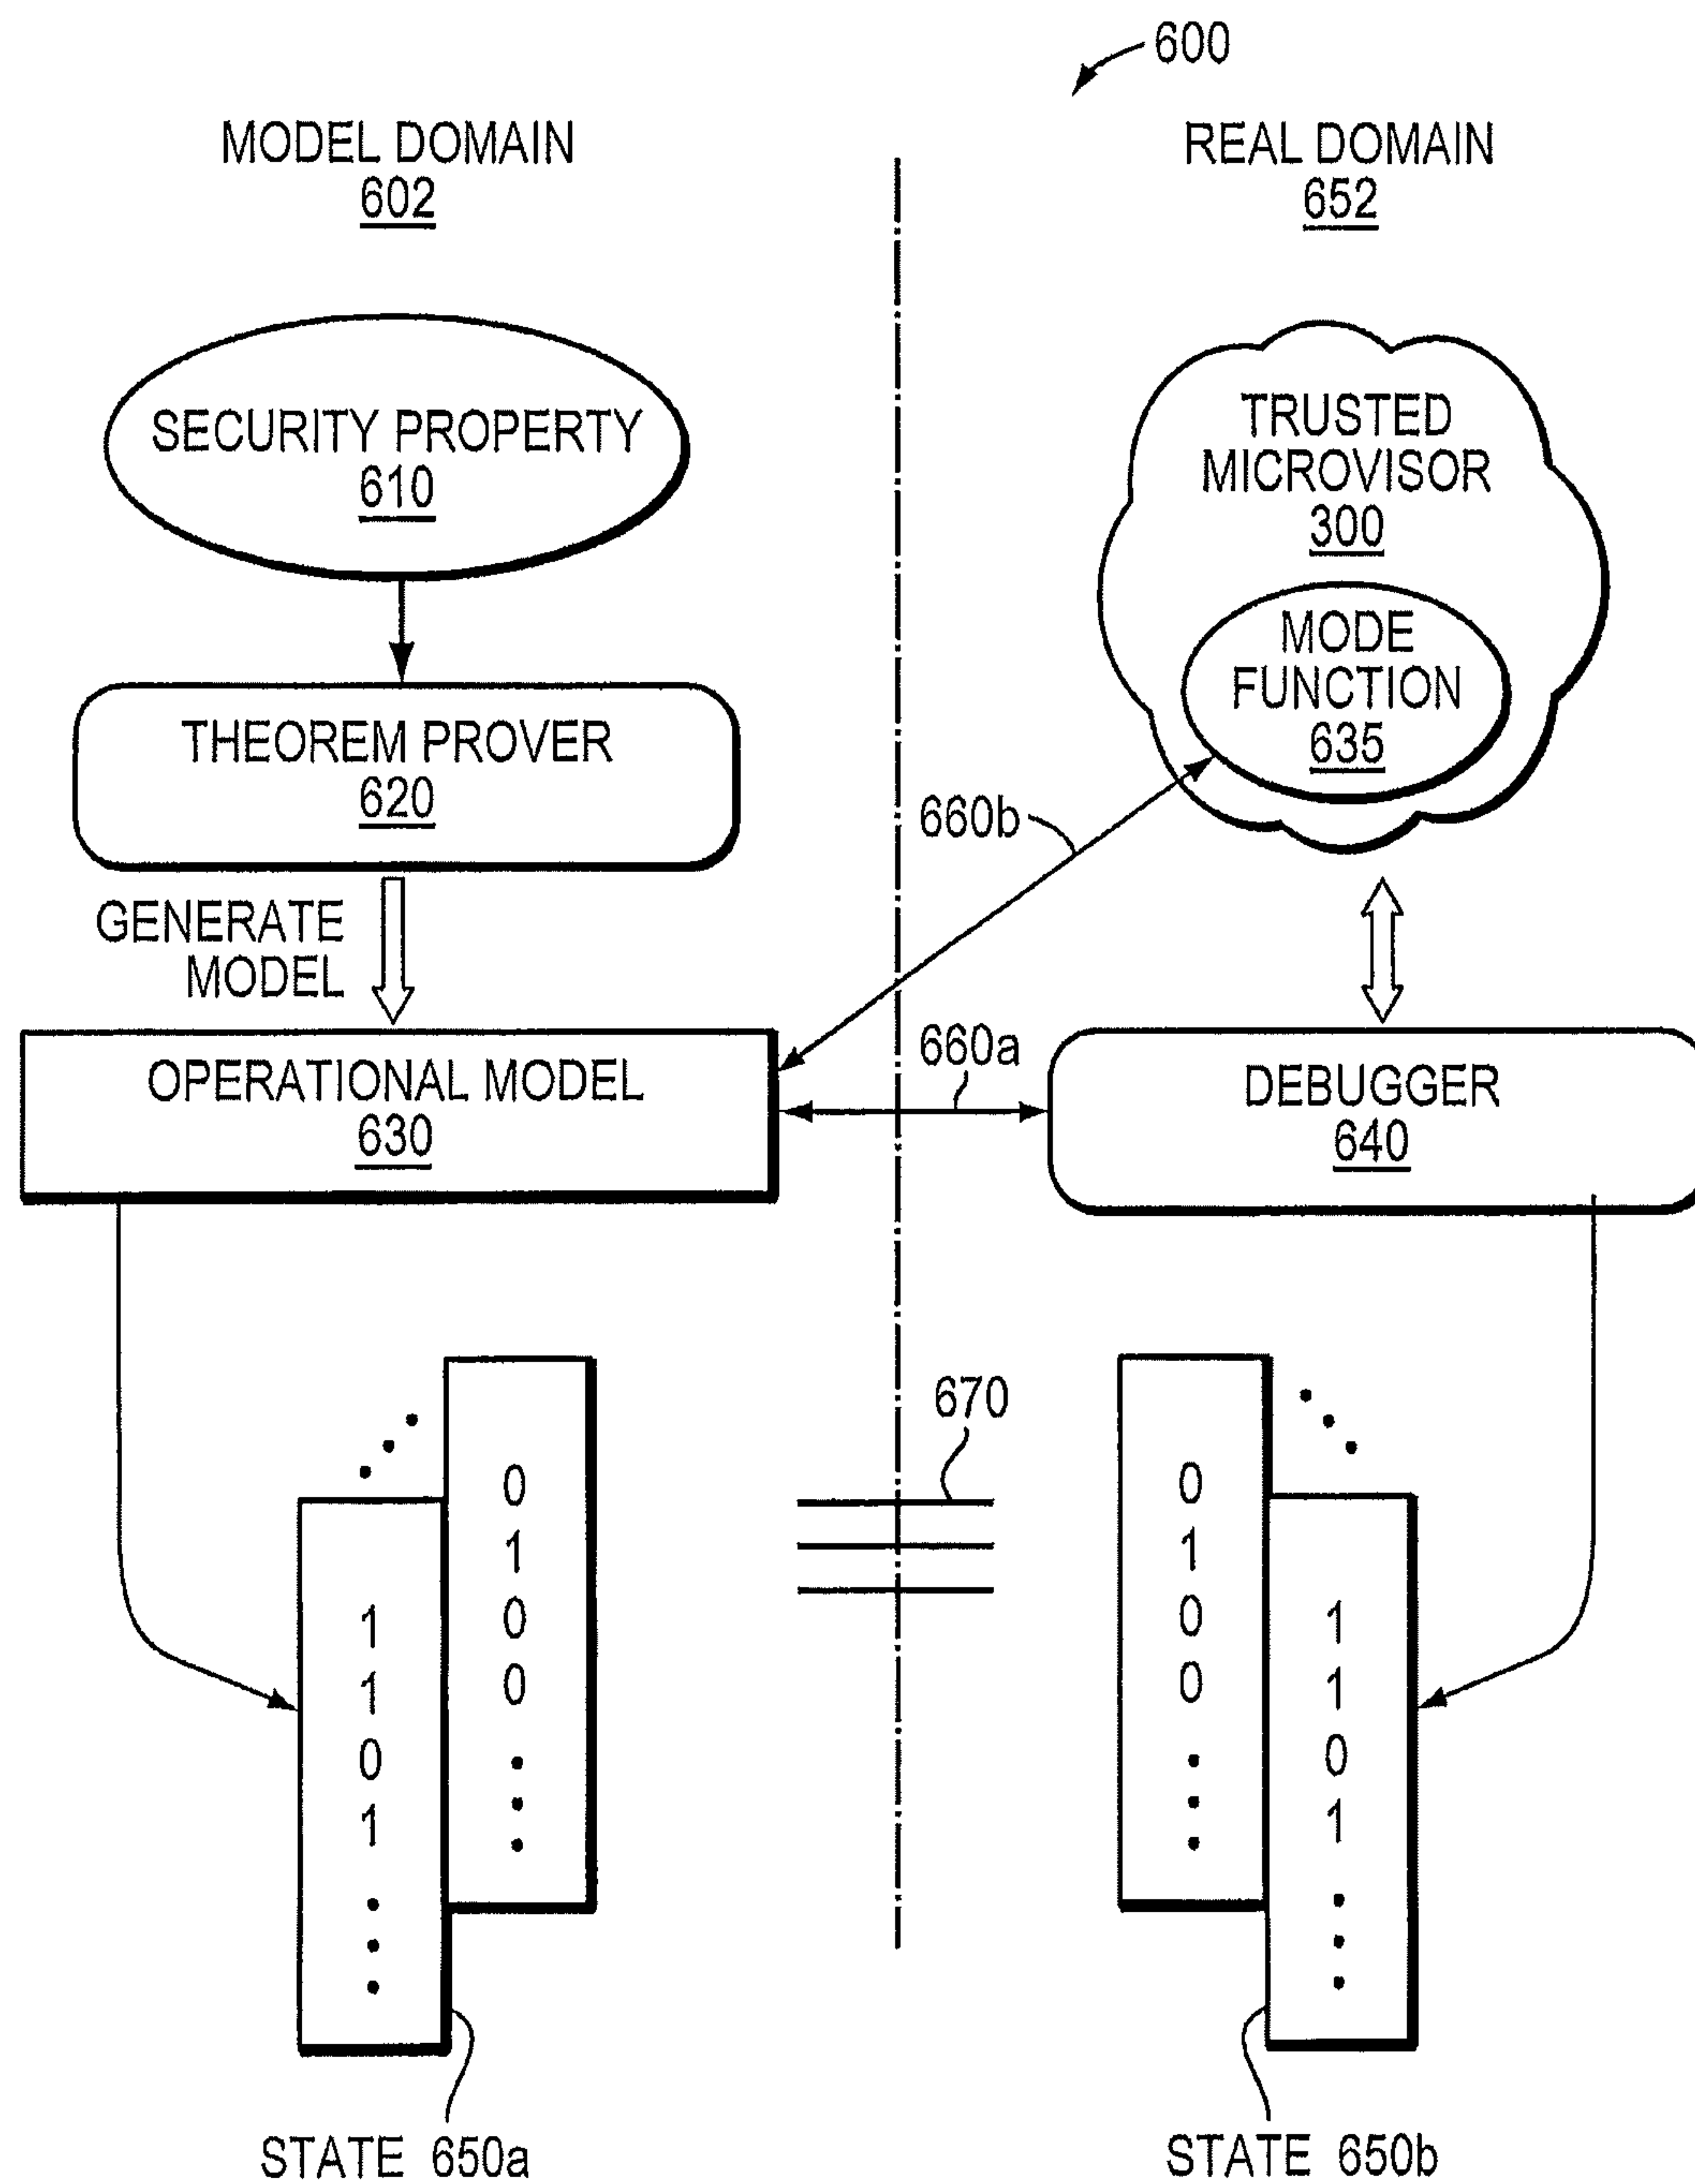 600
MODEL DOMAIN
602
REAL DOMAIN
652
SECURITY PROPERTY
610
TRUSTED
MICROVISOR
300
MODE
FUNCTION
635
THEOREM PROVER
620
660b
GENERATE
MODEL
OPERATIONAL MODEL
630
660a
DEBUGGER
640
670
0
1
0
0
1
1
0
1
0
1
0
0
1
1
0
1
STATE 650a
STATE 650b